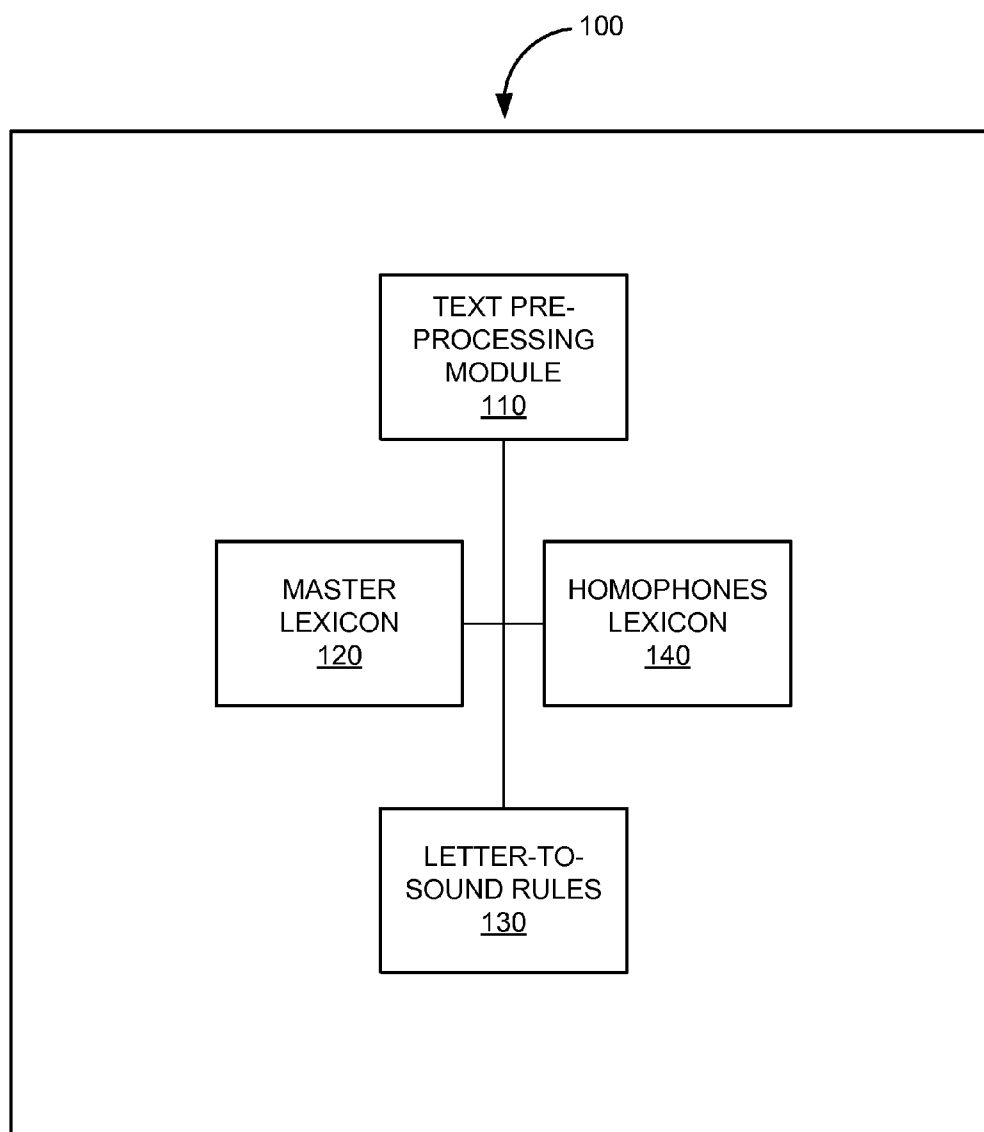 100
TEXT PRE-
PROCESSING
MODULE
110
MASTER
LEXICON
120
HOMOPHONES
LEXICON
140
LETTER-TO-
SOUND RULES
130